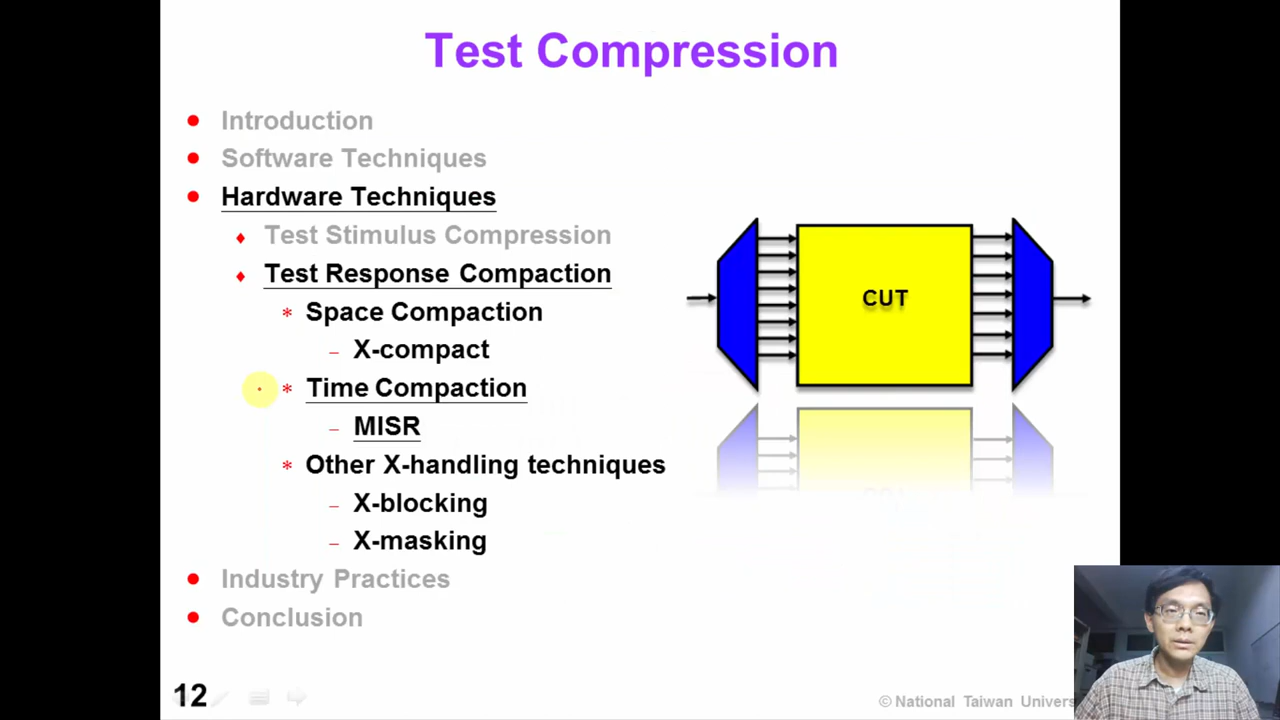 Test Compression
Introduction
Software Techniques
Hardware Techniques
Test Stimulus Compression
Test Response Compaction
Space Compaction
X-compact
Time Compaction
MISR
Other X-handling techniques
X-blocking
X-masking
Industry Practices
Conclusion
CUT
12
© National Taiwan